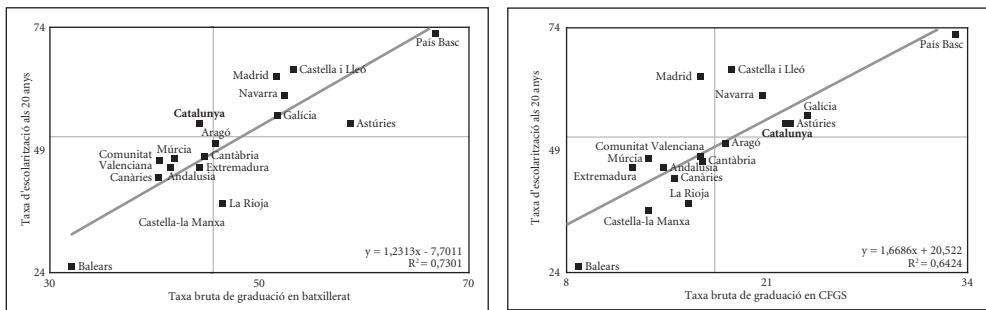 74
País Basc
Castella i Lleó
Madrid
Navarra
Catalunya
Galícia
Astúries
Aragó
49
Comunitat
Múrcia
Cantàbria
Valenciana
Andalusia
Extremadura
Canàries
La Rioja
Castella-la Manxa
y = 1,2313x - 7,7011
R² = 0,7301
Balears
24
30
50
70
Taxa d'escolarització als 20 anys
Taxa bruta de graduació en batxillerat
74
País Basc
Castella i Lleó
Madrid
Navarra
Galícia
Astúries
Catalunya
Aragó
49
Comunitat Valenciana
Múrcia
Cantàbria
Extremadura
Andalusia
Canàries
La Rioja
Castella-la Manxa
y = 1,6686x + 20,522
R² = 0,6424
Balears
24
8
21
34
Taxa d'escolarització als 20 anys
Taxa bruta de graduació en CFGS